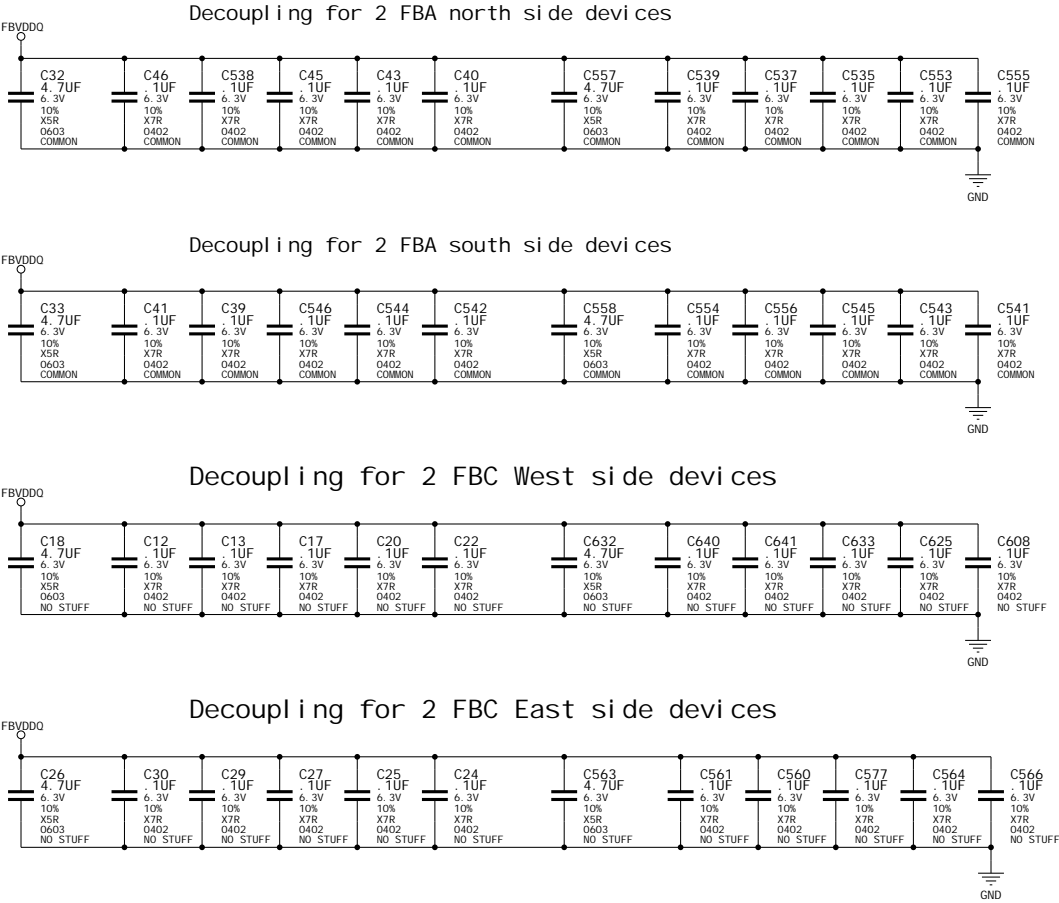 Decoupling for 2 FBA north side devices
FBVDDQ
C32 C46 C538 C45 C43 C40 C557 C539 C537 C535 C553 C555
4.7UF .1UF .1UF .1UF .1UF .1UF 4.7UF .1UF .1UF .1UF .1UF .1UF
6.3V 6.3V 6.3V 6.3V 6.3V 6.3V 6.3V 6.3V 6.3V 6.3V 6.3V 6.3V
10% 10% 10% 10% 10% 10% 10% 10% 10% 10% 10% 10%
X5R X7R X7R X7R X7R X7R X5R X7R X7R X7R X7R X7R
0603 0402 0402 0402 0402 0402 0603 0402 0402 0402 0402 0402
COMMON COMMON COMMON COMMON COMMON COMMON COMMON COMMON COMMON COMMON COMMON COMMON
GND
Decoupling for 2 FBA south side devices
FBVDDQ
C33 C41 C39 C546 C544 C542 C558 C554 C556 C545 C543 C541
4.7UF .1UF .1UF .1UF .1UF .1UF 4.7UF .1UF .1UF .1UF .1UF .1UF
6.3V 6.3V 6.3V 6.3V 6.3V 6.3V 6.3V 6.3V 6.3V 6.3V 6.3V 6.3V
10% 10% 10% 10% 10% 10% 10% 10% 10% 10% 10% 10%
X5R X7R X7R X7R X7R X7R X5R X7R X7R X7R X7R X7R
0603 0402 0402 0402 0402 0402 0603 0402 0402 0402 0402 0402
COMMON COMMON COMMON COMMON COMMON COMMON COMMON COMMON COMMON COMMON COMMON COMMON
GND
Decoupling for 2 FBC West side devices
FBVDDQ
C18 C12 C13 C17 C20 C22 C632 C640 C641 C633 C625 C608
4.7UF .1UF .1UF .1UF .1UF .1UF 4.7UF .1UF .1UF .1UF .1UF .1UF
6.3V 6.3V 6.3V 6.3V 6.3V 6.3V 6.3V 6.3V 6.3V 6.3V 6.3V 6.3V
10% 10% 10% 10% 10% 10% 10% 10% 10% 10% 10% 10%
X5R X7R X7R X7R X7R X7R X5R X7R X7R X7R X7R X7R
0603 0402 0402 0402 0402 0402 0603 0402 0402 0402 0402 0402
NO STUFF NO STUFF NO STUFF NO STUFF NO STUFF NO STUFF NO STUFF NO STUFF NO STUFF NO STUFF NO STUFF NO STUFF
GND
Decoupling for 2 FBC East side devices
FBVDDQ
C26 C30 C29 C27 C25 C24 C563 C561 C560 C577 C564 C566
4.7UF .1UF .1UF .1UF .1UF .1UF 4.7UF .1UF .1UF .1UF .1UF .1UF
6.3V 6.3V 6.3V 6.3V 6.3V 6.3V 6.3V 6.3V 6.3V 6.3V 6.3V 6.3V
10% 10% 10% 10% 10% 10% 10% 10% 10% 10% 10% 10%
X5R X7R X7R X7R X7R X7R X5R X7R X7R X7R X7R X7R
0603 0402 0402 0402 0402 0402 0603 0402 0402 0402 0402 0402
NO STUFF NO STUFF NO STUFF NO STUFF NO STUFF NO STUFF NO STUFF NO STUFF NO STUFF NO STUFF NO STUFF NO STUFF
GND